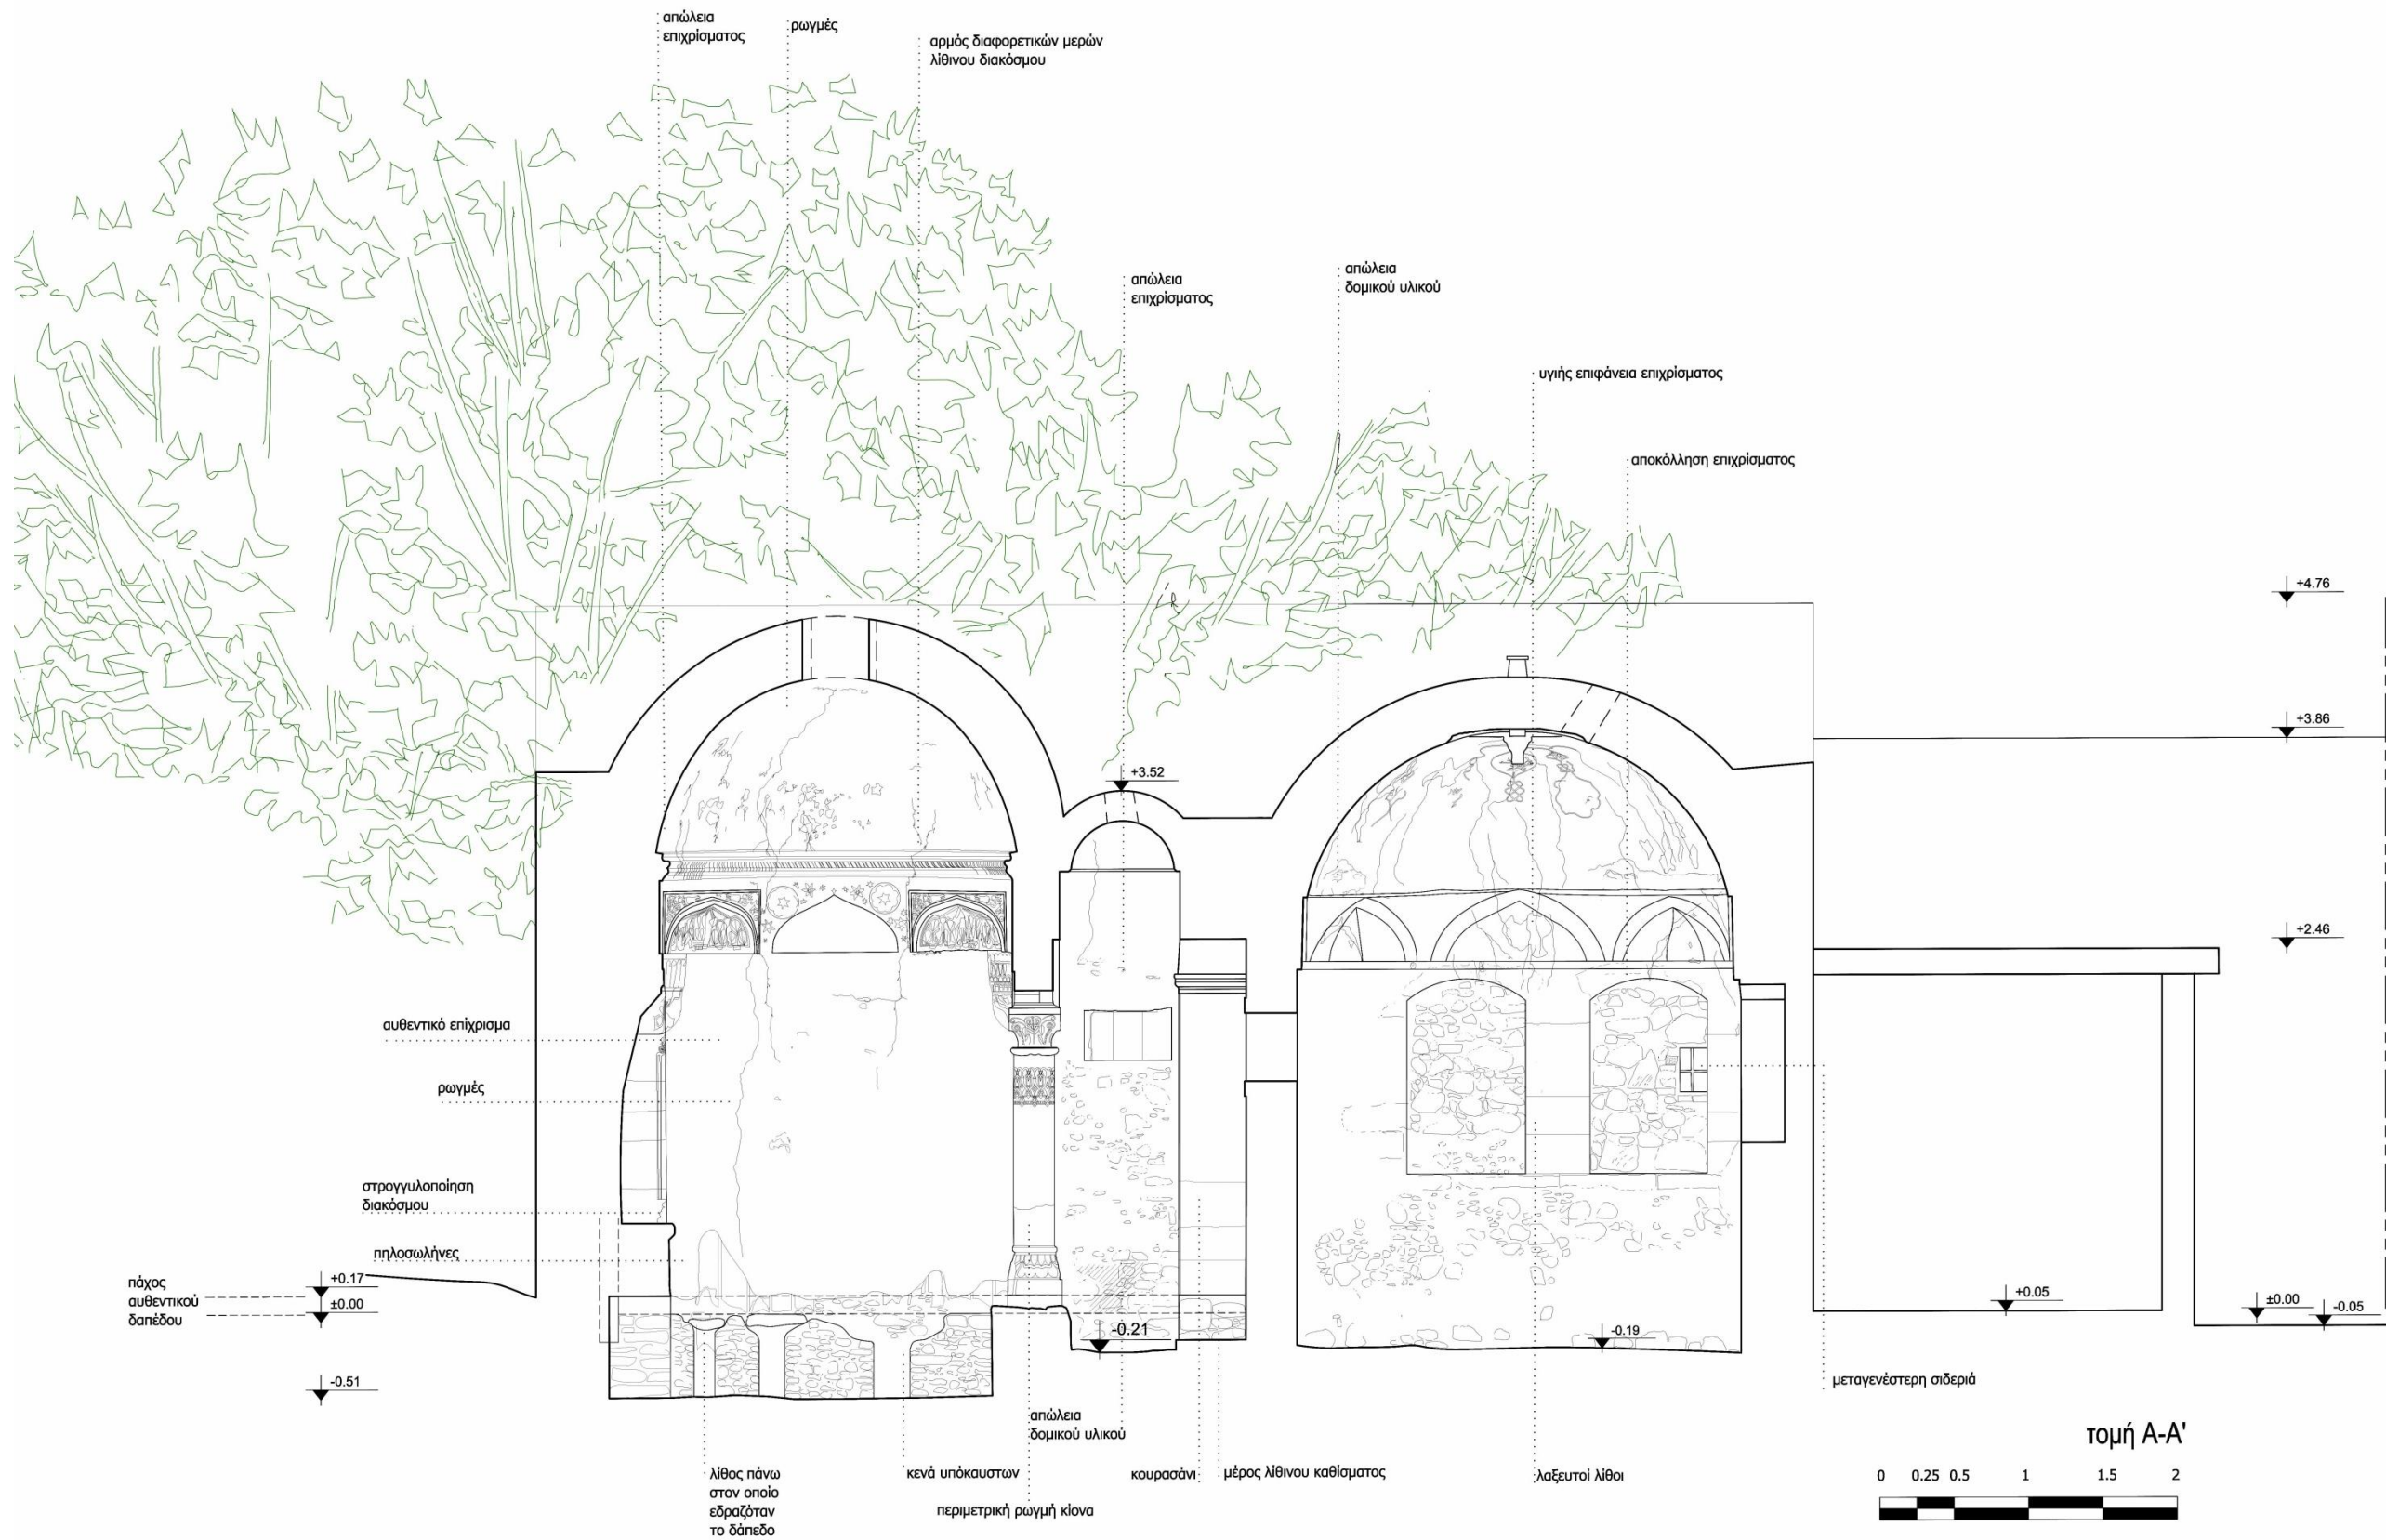 απώλεια
επιχρίσματος
ρωγμές
αρμός διαφορετικών μερών
λίθινου διακόσμου
απώλεια
επιχρίσματος
απώλεια
δομικού υλικού
υγιής επιφάνεια επιχρίσματος
αποκόλληση επιχρίσματος
+4.76
+3.86
+3.52
+2.46
αυθεντικό επίχρισμα
ρωγμές
στρογγυλοποίηση
διακόσμου
πηλοσωλήνες
πάχος
αυθεντικού
δαπέδου
+0.17
±0.00
-0.51
-0.21
-0.19
+0.05
±0.00
-0.05
μεταγενέστερη σιδεριά
απώλεια
δομικού υλικού
λίθος πάνω
στον οποίο
εδραζόταν
το δάπεδο
κενά υπόκαυστων
περιμετρική ρωγμή κίονα
κουρασάνι
μέρος λίθινου καθίσματος
λαξευτοί λίθοι
τομή Α-Α'
0 0.25 0.5 1 1.5 2